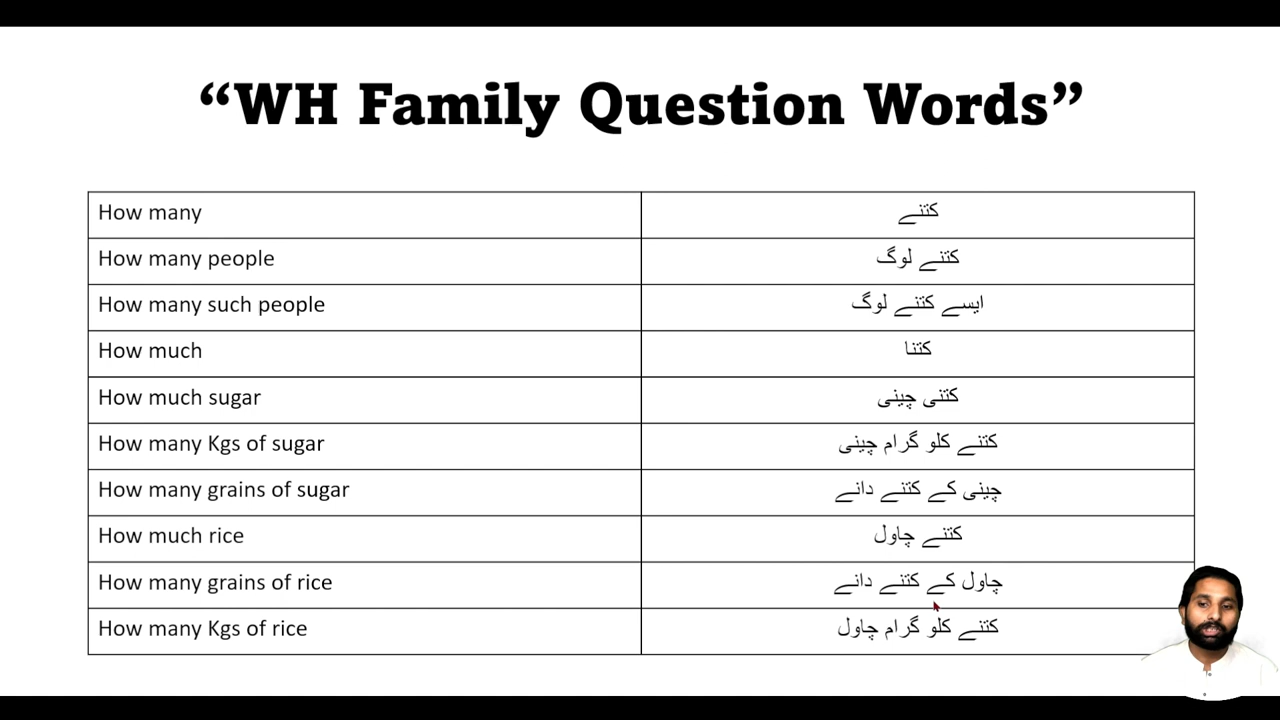 “WH Family Question Words”
How many کتنے
How many people کتنے لوگ
How many such people ایسے کتنے لوگ
How much کتنا
How much sugar کتنی چینی
How many Kgs of sugar کتنے کلو گرام چینی
How many grains of sugar چینی کے کتنے دانے
How much rice کتنے چاول
How many grains of rice چاول کے کتنے دانے
How many Kgs of rice کتنے کلو گرام چاول